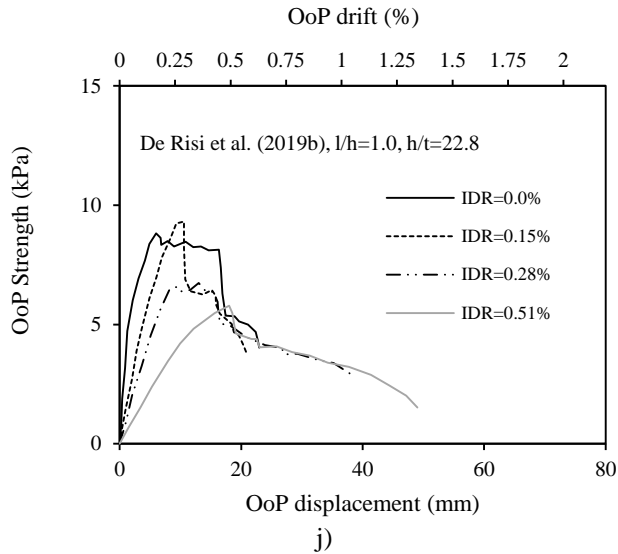 OoP drift (%)
0 0.25 0.5 0.75 1 1.25 1.5 1.75 2
15
De Risi et al. (2019b), l/h=1.0, h/t=22.8
IDR=0.0%
10
IDR=0.15%
IDR=0.28%
5
IDR=0.51%
0
OoP Strength (kPa)
0 20 40 60 80
OoP displacement (mm)
j)